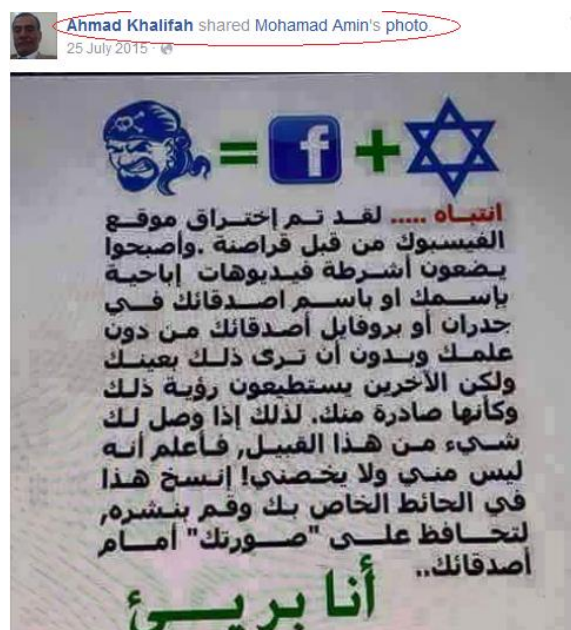 Ahmad Khalifah shared Mohamad Amin's photo.
25 July 2015
= f +
انتباه ..... لقد تم إختراق موقع
الفيسبوك من قبل قراصنة .وأصبحوا
يضعون أشرطة فيديوهات إباحية
بإسمك او باسم اصدقائك في
جدران أو بروفايل أصدقائك من دون
علمك وبدون أن ترى ذلك بعينك
ولكن الآخرين يستطيعون رؤية ذلك
وكأنها صادرة منك. لذلك إذا وصل لك
شيء من هذا القبيل, فأعلم أنه
ليس مني ولا يخصني! إنسخ هذا
في الحائط الخاص بك وقم بنشره,
لتحافظ على "صورتك" أمام
أصدقائك..
أنا بريئ